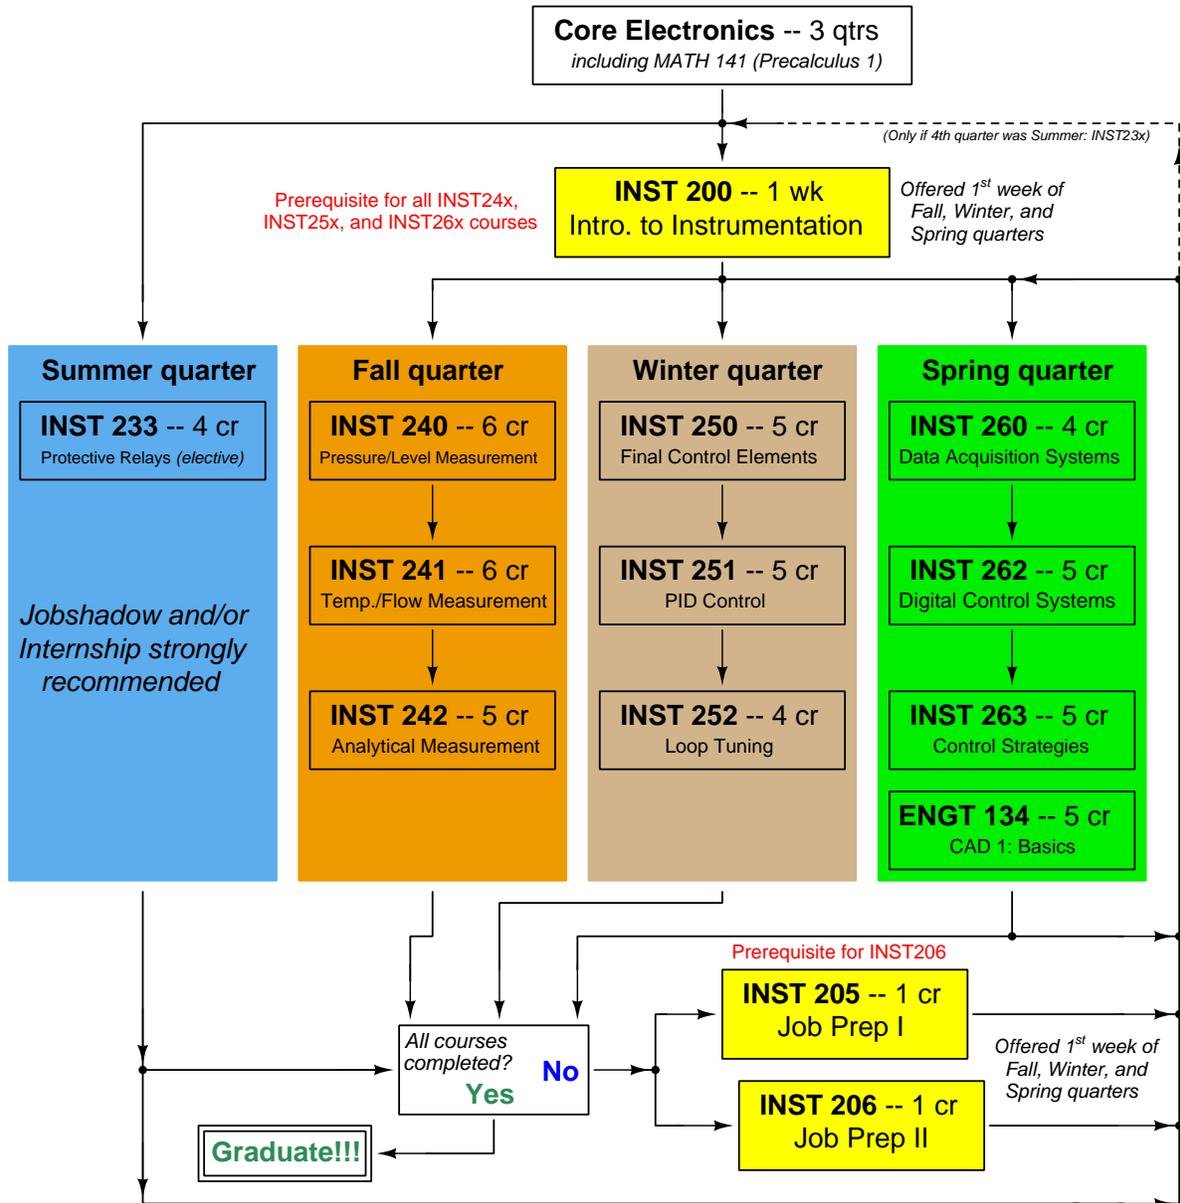 Core Electronics -- 3 qtrs
including MATH 141 (Precalculus 1)
(Only if 4th quarter was Summer: INST23x)
Prerequisite for all INST24x,
INST25x, and INST26x courses
INST 200 -- 1 wk
Intro. to Instrumentation
Offered 1st week of
Fall, Winter, and
Spring quarters
Summer quarter
INST 233 -- 4 cr
Protective Relays (elective)
Jobshadow and/or
Internship strongly
recommended
Fall quarter
INST 240 -- 6 cr
Pressure/Level Measurement
INST 241 -- 6 cr
Temp./Flow Measurement
INST 242 -- 5 cr
Analytical Measurement
Winter quarter
INST 250 -- 5 cr
Final Control Elements
INST 251 -- 5 cr
PID Control
INST 252 -- 4 cr
Loop Tuning
Spring quarter
INST 260 -- 4 cr
Data Acquisition Systems
INST 262 -- 5 cr
Digital Control Systems
INST 263 -- 5 cr
Control Strategies
ENGT 134 -- 5 cr
CAD 1: Basics
All courses
completed?
Yes
No
Graduate!!!
Prerequisite for INST206
INST 205 -- 1 cr
Job Prep I
INST 206 -- 1 cr
Job Prep II
Offered 1st week of
Fall, Winter, and
Spring quarters